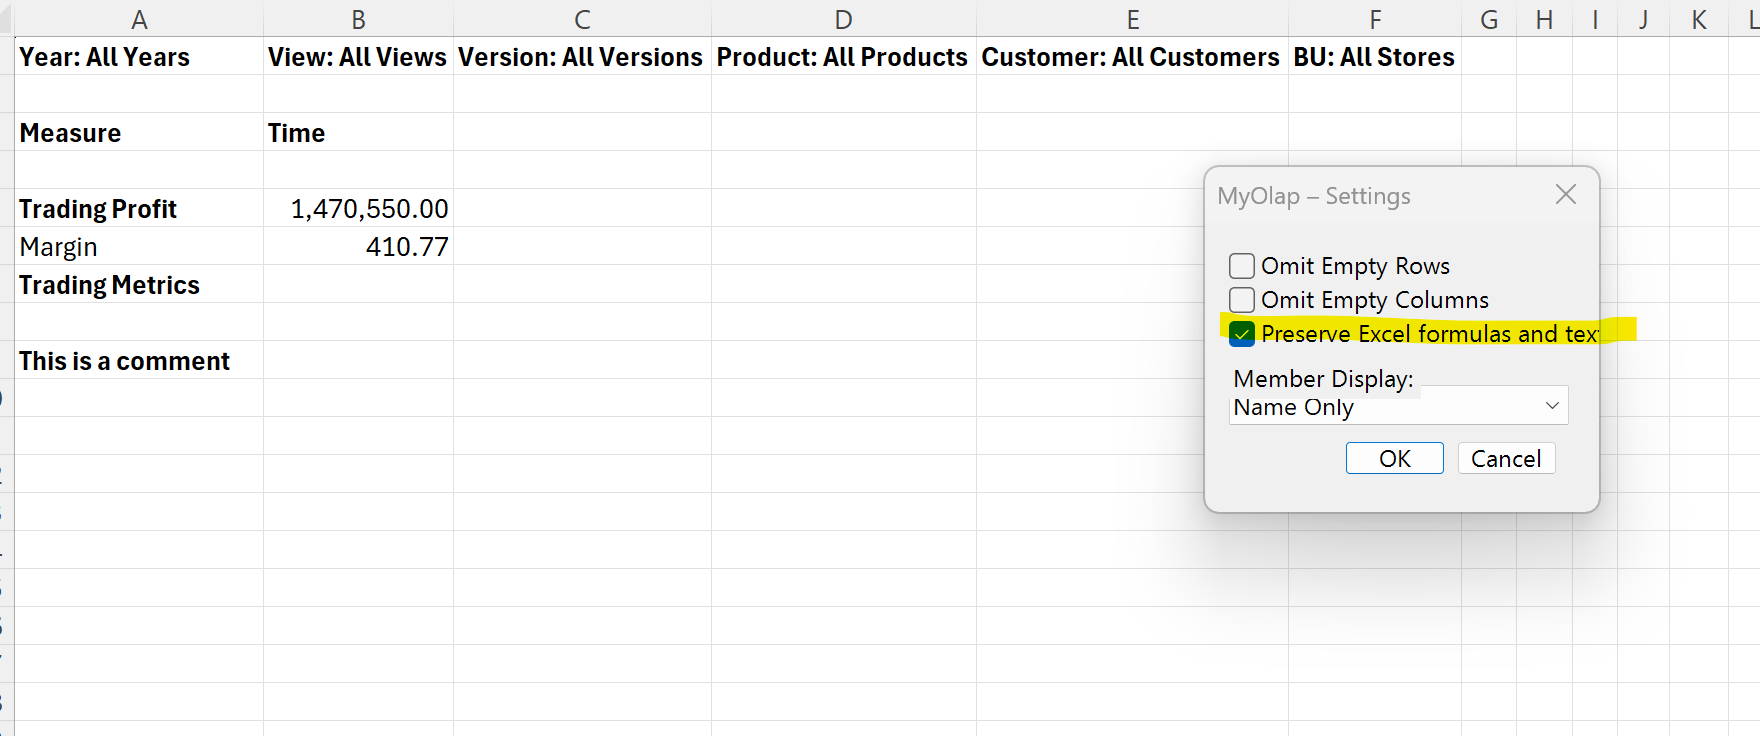 A B C D E F G H I J K L
Year: All Years View: All Views Version: All Versions Product: All Products Customer: All Customers BU: All Stores
Measure Time
Trading Profit 1,470,550.00
Margin 410.77
Trading Metrics
This is a comment
MyOlap – Settings
Omit Empty Rows
Omit Empty Columns
Preserve Excel formulas and tex
Member Display:
Name Only
OK Cancel